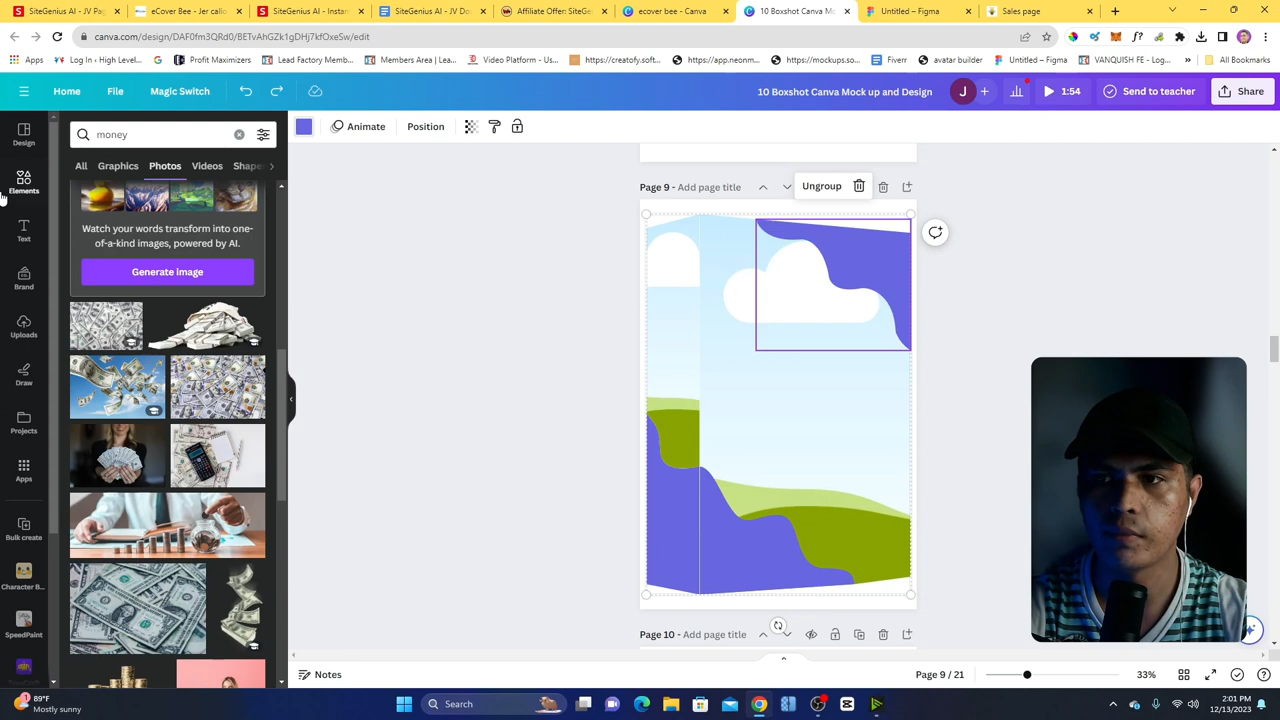 SiteGenius AI - JV Pag
eCover Bee - Jer callo
SiteGenius AI - Instan
SiteGenius AI - JV Do
Affiliate Offer: SiteGe
ecover bee - Canva
10 Boxshot Canva Mo
Untitled – Figma
Sales page
canva.com/design/DAF0fm3QRd0/BETvAhGZk1gDHj7kfOxeSw/edit
Apps
Log In ‹ High Level...
Profit Maximizers
Lead Factory Memb...
Members Area | Lea...
Video Platform - Us...
https://creatofy.soft...
https://app.neonm...
https://mockups.so...
Fiverr
avatar builder
Untitled – Figma
VANQUISH FE - Log...
All Bookmarks
Home
File
Magic Switch
10 Boxshot Canva Mock up and Design
J
1:54
Send to teacher
Share
Animate
Position
Design
Elements
Text
Brand
Uploads
Draw
Projects
Apps
Bulk create
Character B...
SpeedPaint
money
All
Graphics
Photos
Videos
Shape
Watch your words transform into one-
of-a-kind images, powered by AI.
Generate image
Page 9 - Add page title
Ungroup
Page 10 - Add page title
Notes
Page 9 / 21
33%
89°F
Mostly sunny
Search
2:01 PM
12/13/2023